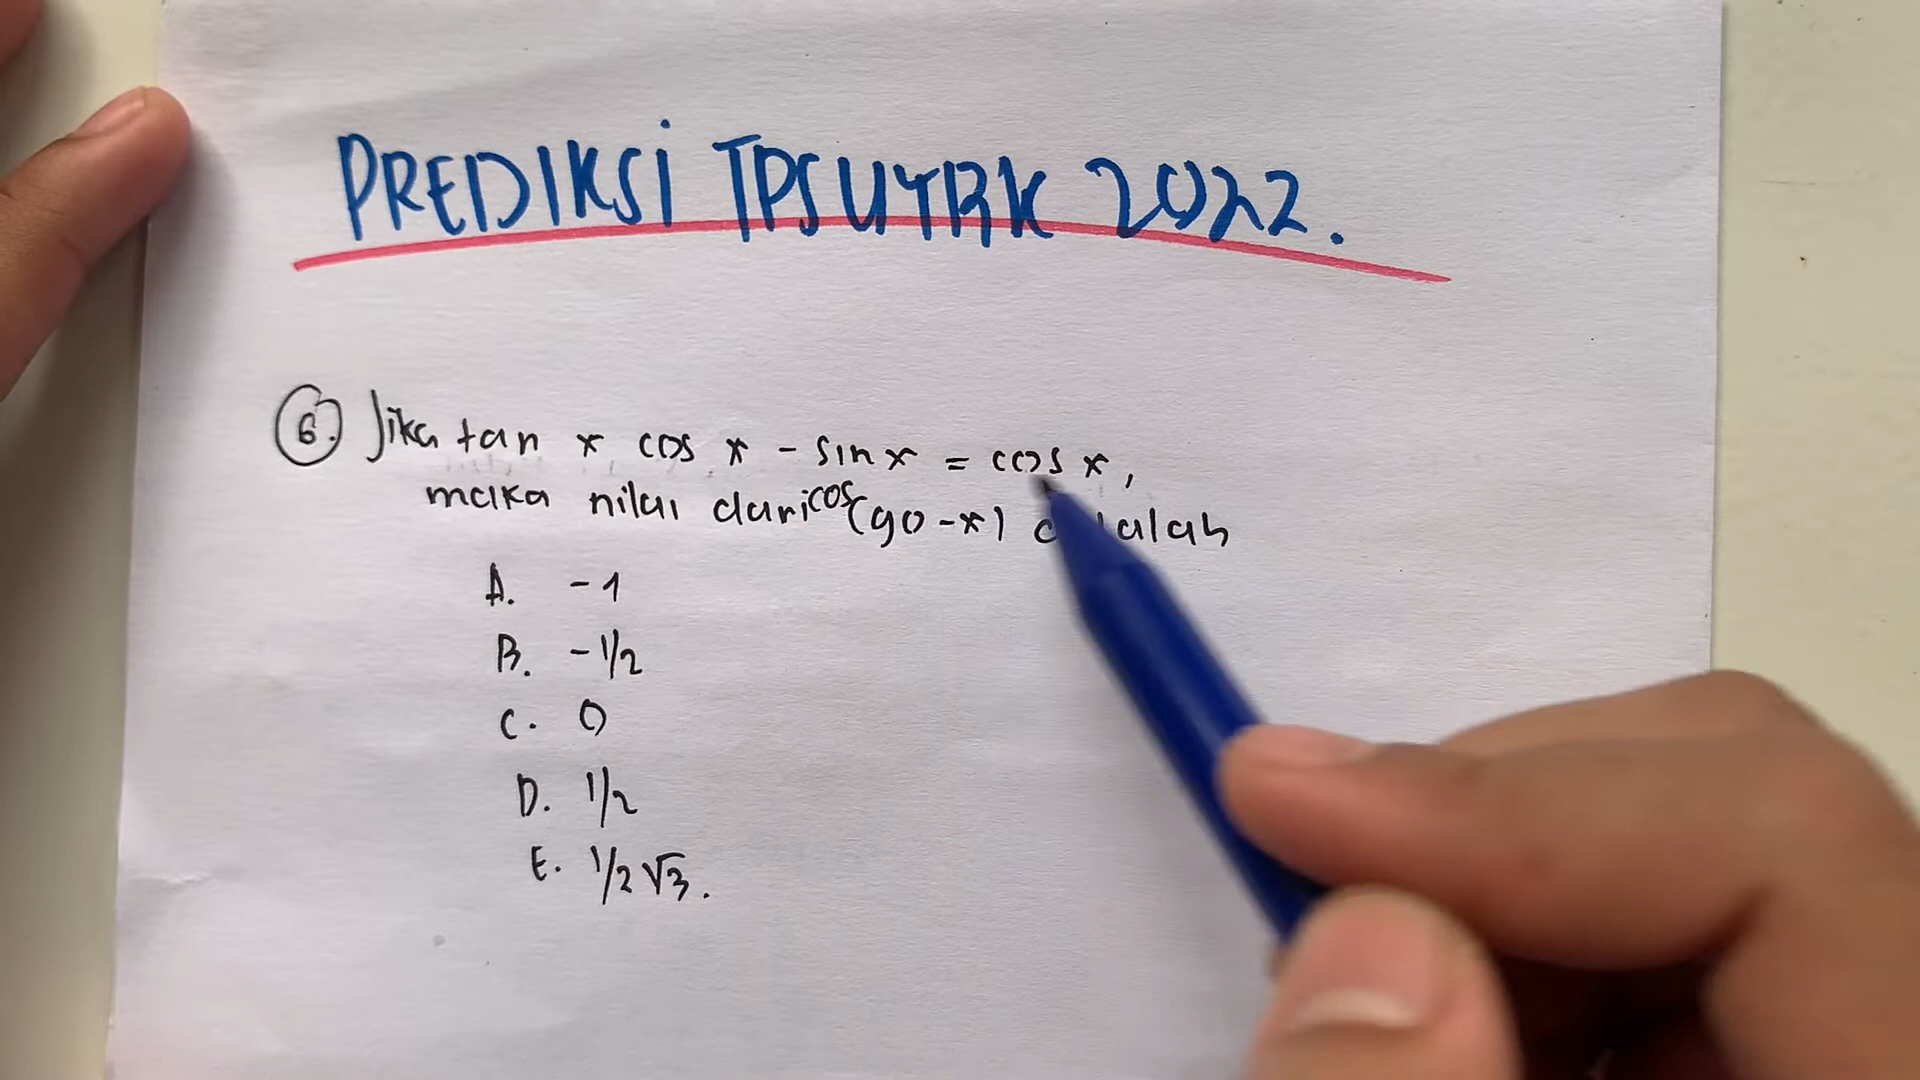 PREDIKSI TPS UTBK 2022.
6. Jika tan x cos x - sin x = cos x,
maka nilai dari cos (90 - x) adalah
A. -1
B. -1/2
C. 0
D. 1/2
E. 1/2 √3.